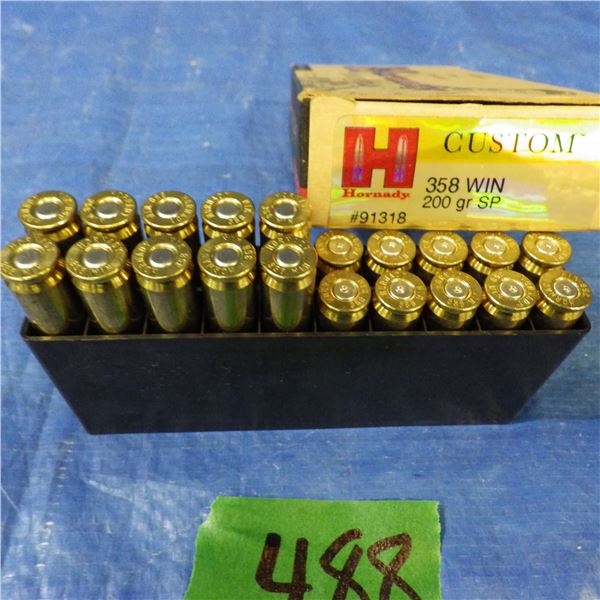 CUSTOM
H
Hornady
358 WIN
200 gr SP
#91318
488